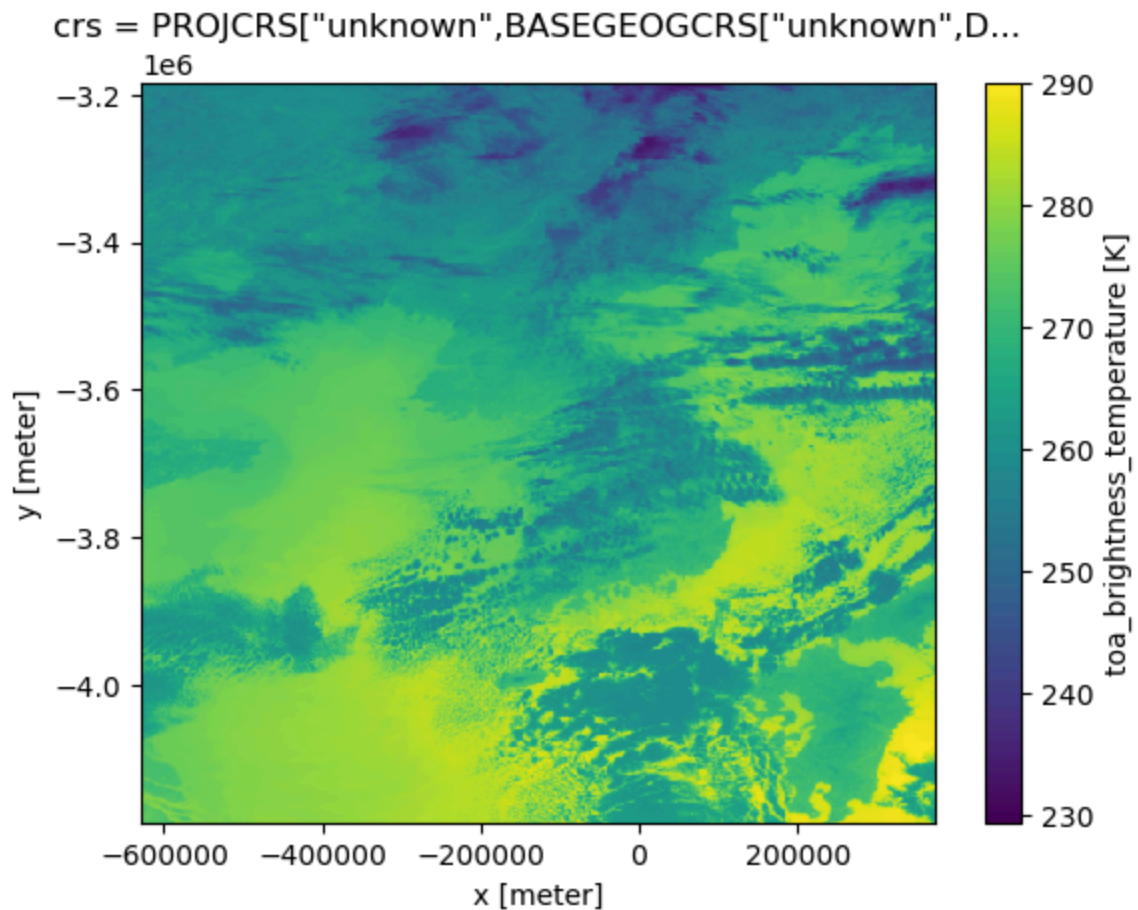 crs = PROJCRS["unknown",BASEGEOGCRS["unknown",D...
1e6
−3.2
−3.4
−3.6
−3.8
−4.0
y [meter]
−600000 −400000 −200000 0 200000
x [meter]
290
280
270
260
250
240
230
toa_brightness_temperature [K]